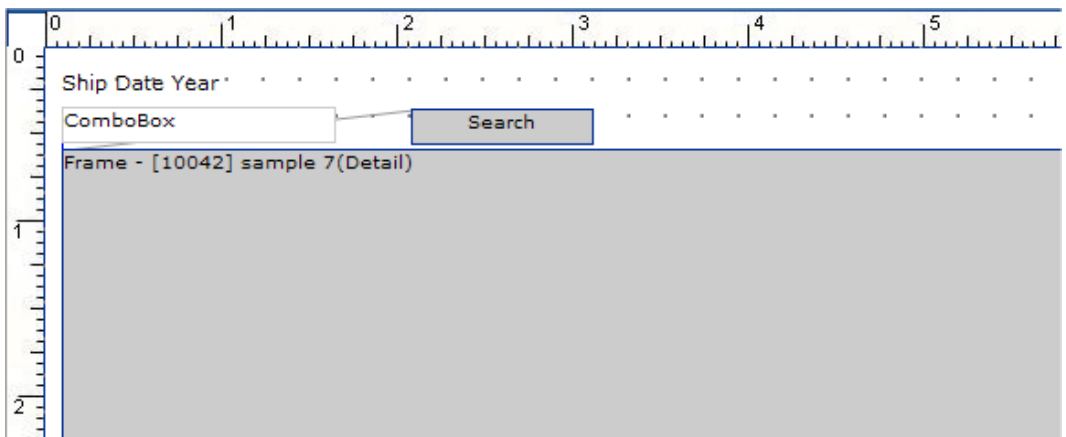 0 1 2 3 4 5
0
Ship Date Year
ComboBox Search
Frame - [10042] sample 7(Detail)
1
2